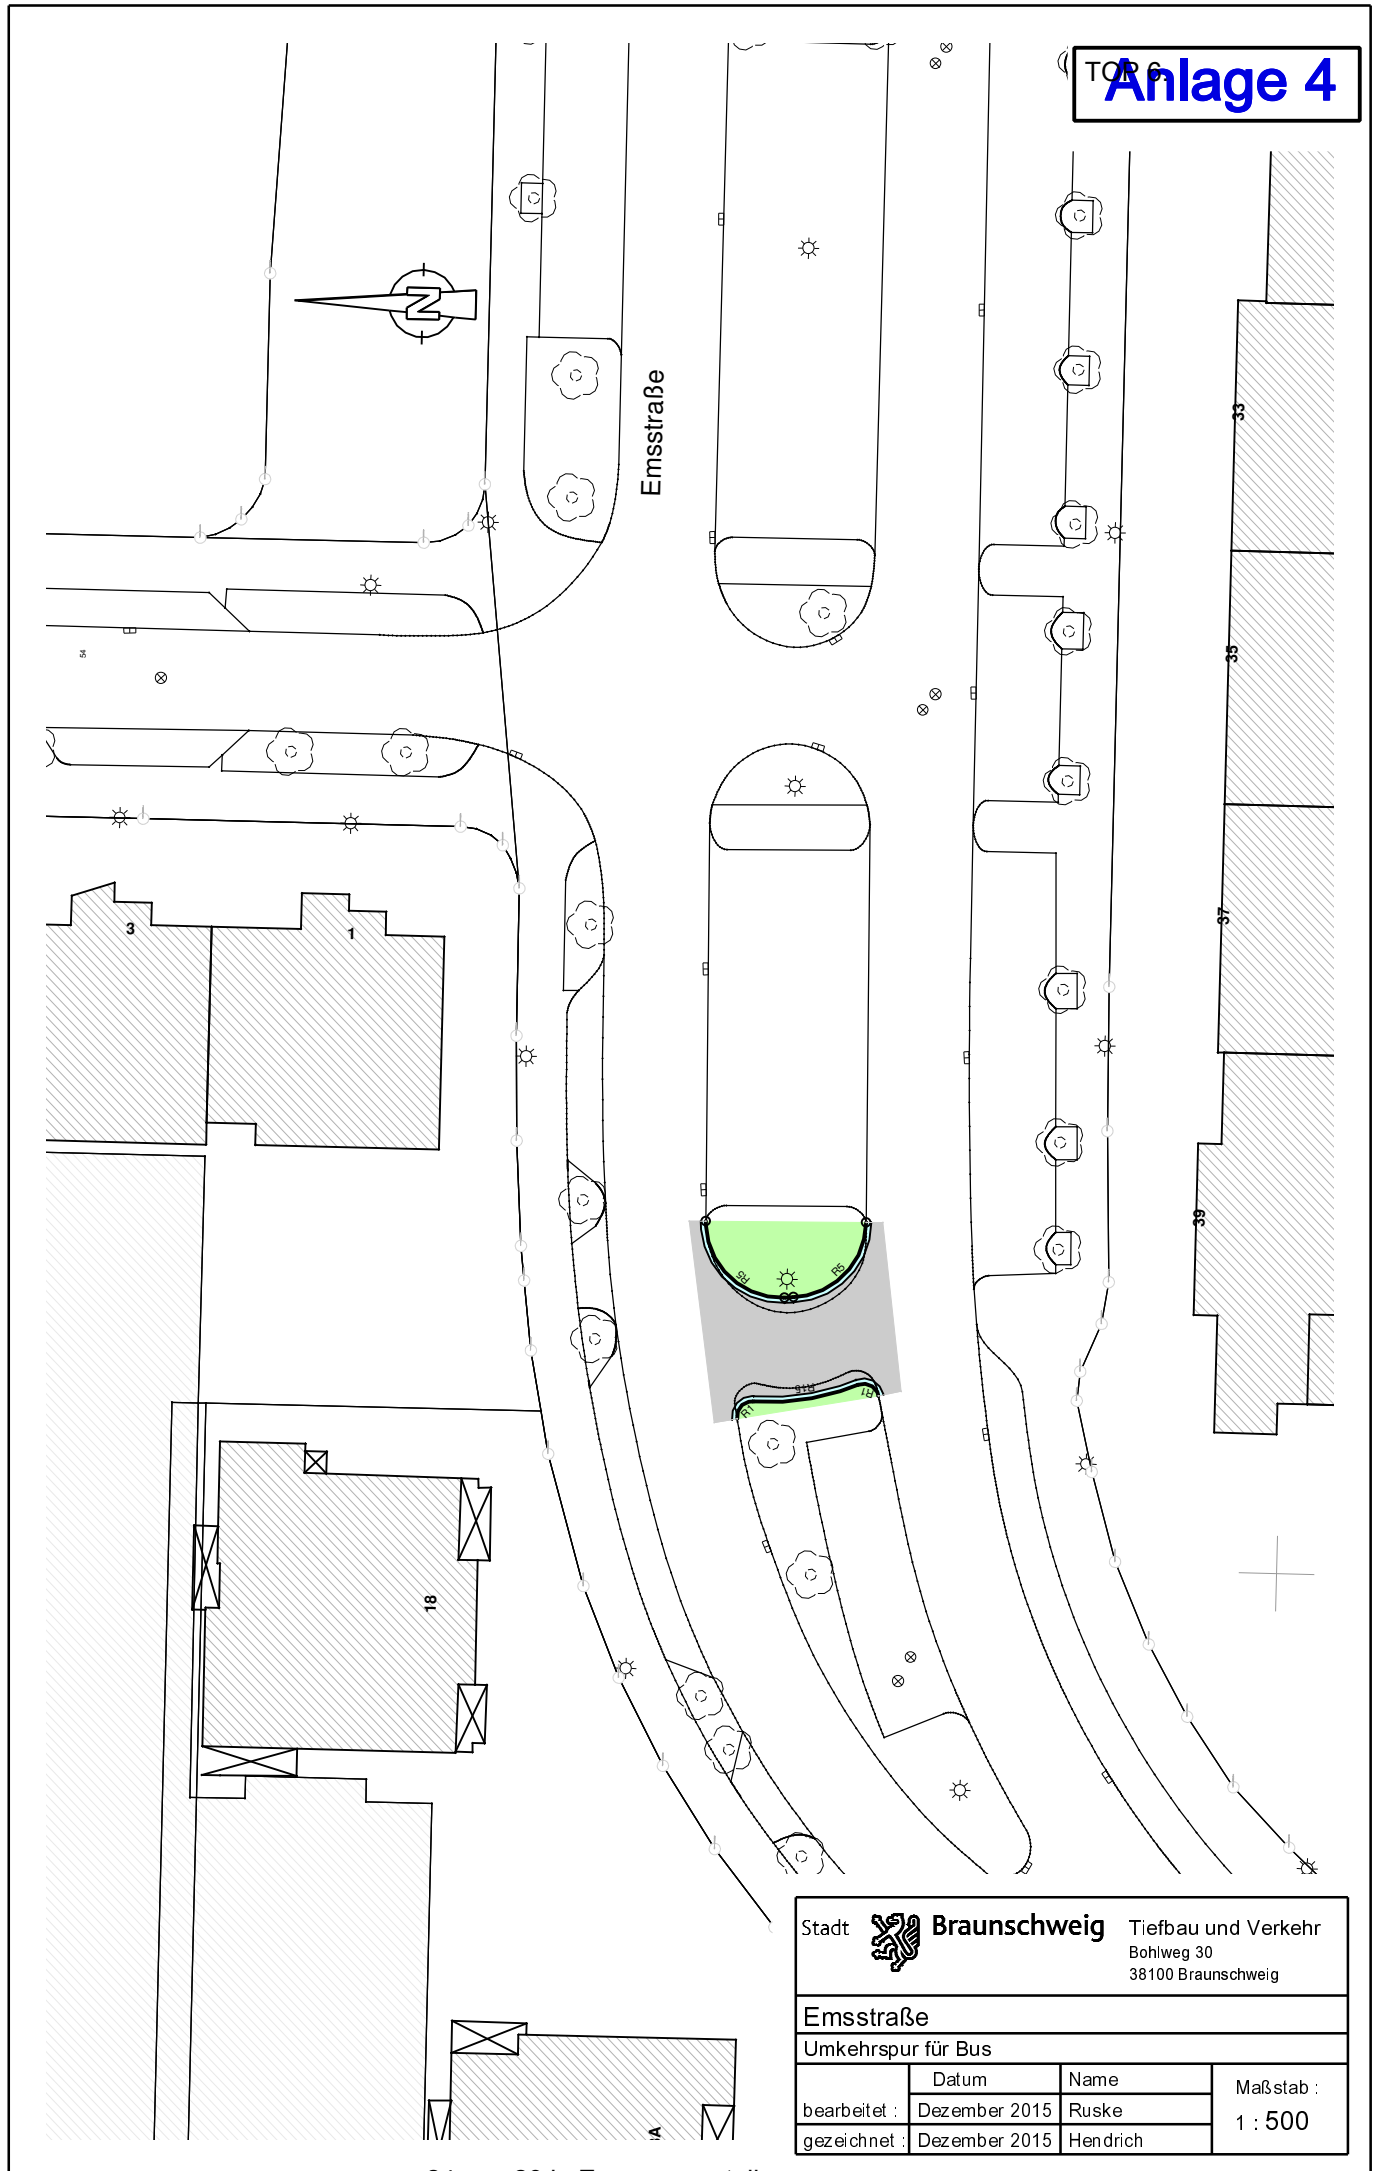 TOP 6.
Anlage 4
N
Emsstraße
33
54
35
37
3
1
39
R5
R5
R15
R1
R1
18
Stadt Braunschweig
Tiefbau und Verkehr
Bohlweg 30
38100 Braunschweig
Emsstraße
Umkehrspur für Bus
Datum Name
Maßstab :
1 : 500
bearbeitet : Dezember 2015 Ruske
gezeichnet : Dezember 2015 Hendrich